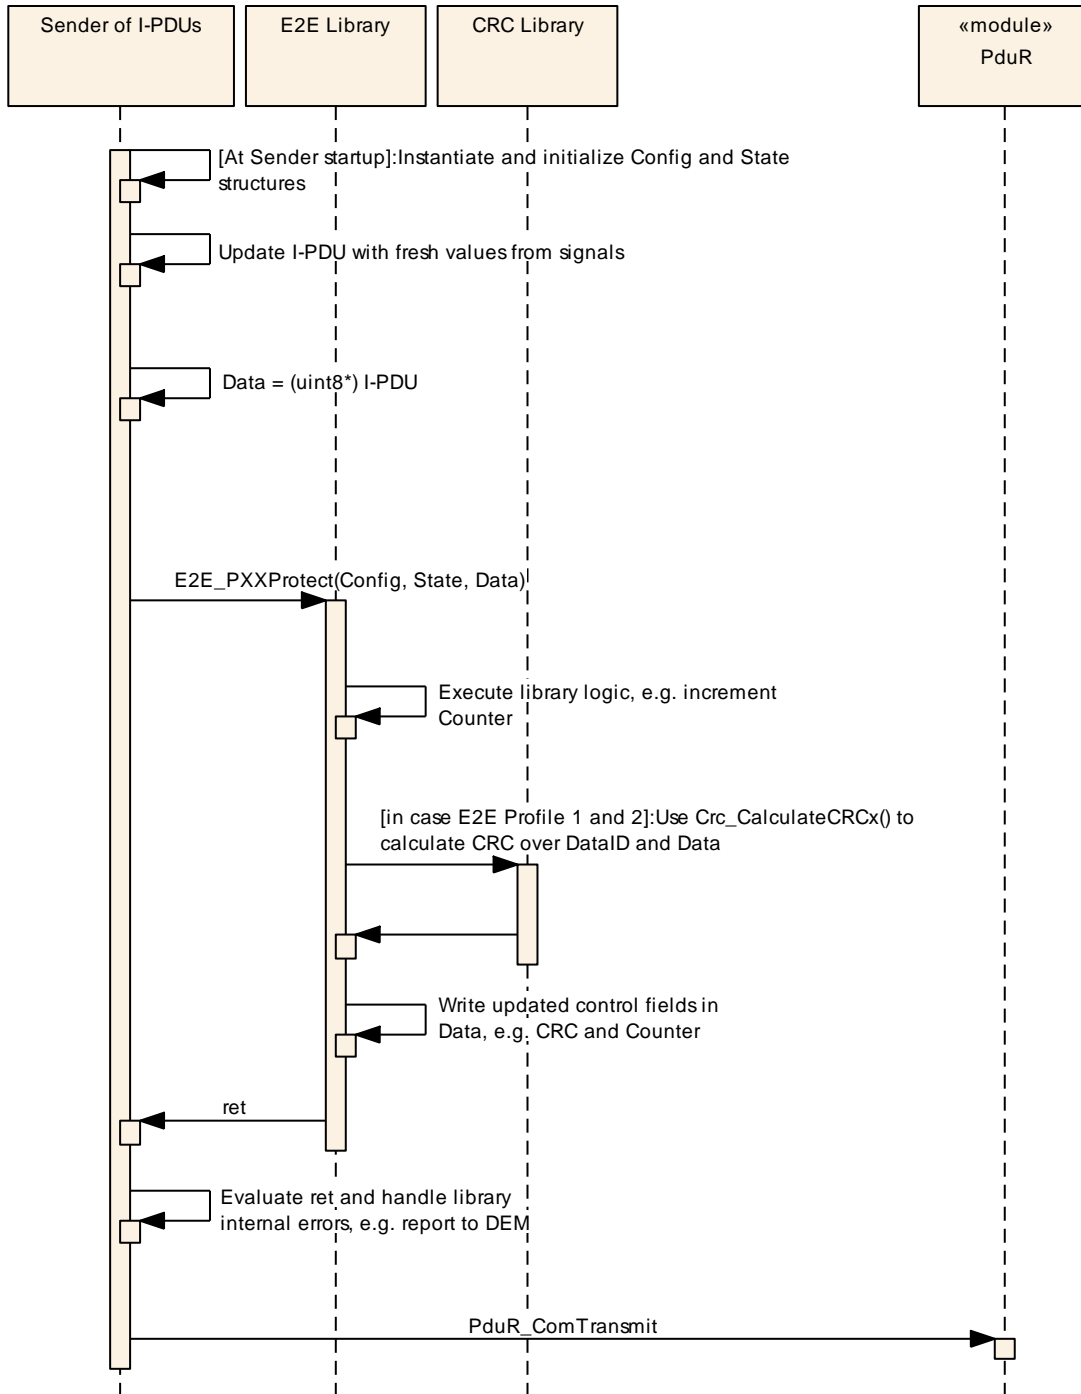 Sender of I-PDUs
E2E Library
CRC Library
«module»
PduR
[At Sender startup]:Instantiate and initialize Config and State
structures
Update I-PDU with fresh values from signals
Data = (uint8*) I-PDU
E2E_PXXProtect(Config, State, Data)
Execute library logic, e.g. increment
Counter
[in case E2E Profile 1 and 2]:Use Crc_CalculateCRCx() to
calculate CRC over DataID and Data
Write updated control fields in
Data, e.g. CRC and Counter
ret
Evaluate ret and handle library
internal errors, e.g. report to DEM
PduR_ComTransmit